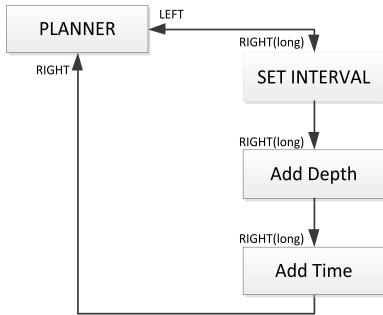 PLANNER
LEFT
RIGHT(long)
RIGHT
SET INTERVAL
RIGHT(long)
Add Depth
RIGHT(long)
Add Time